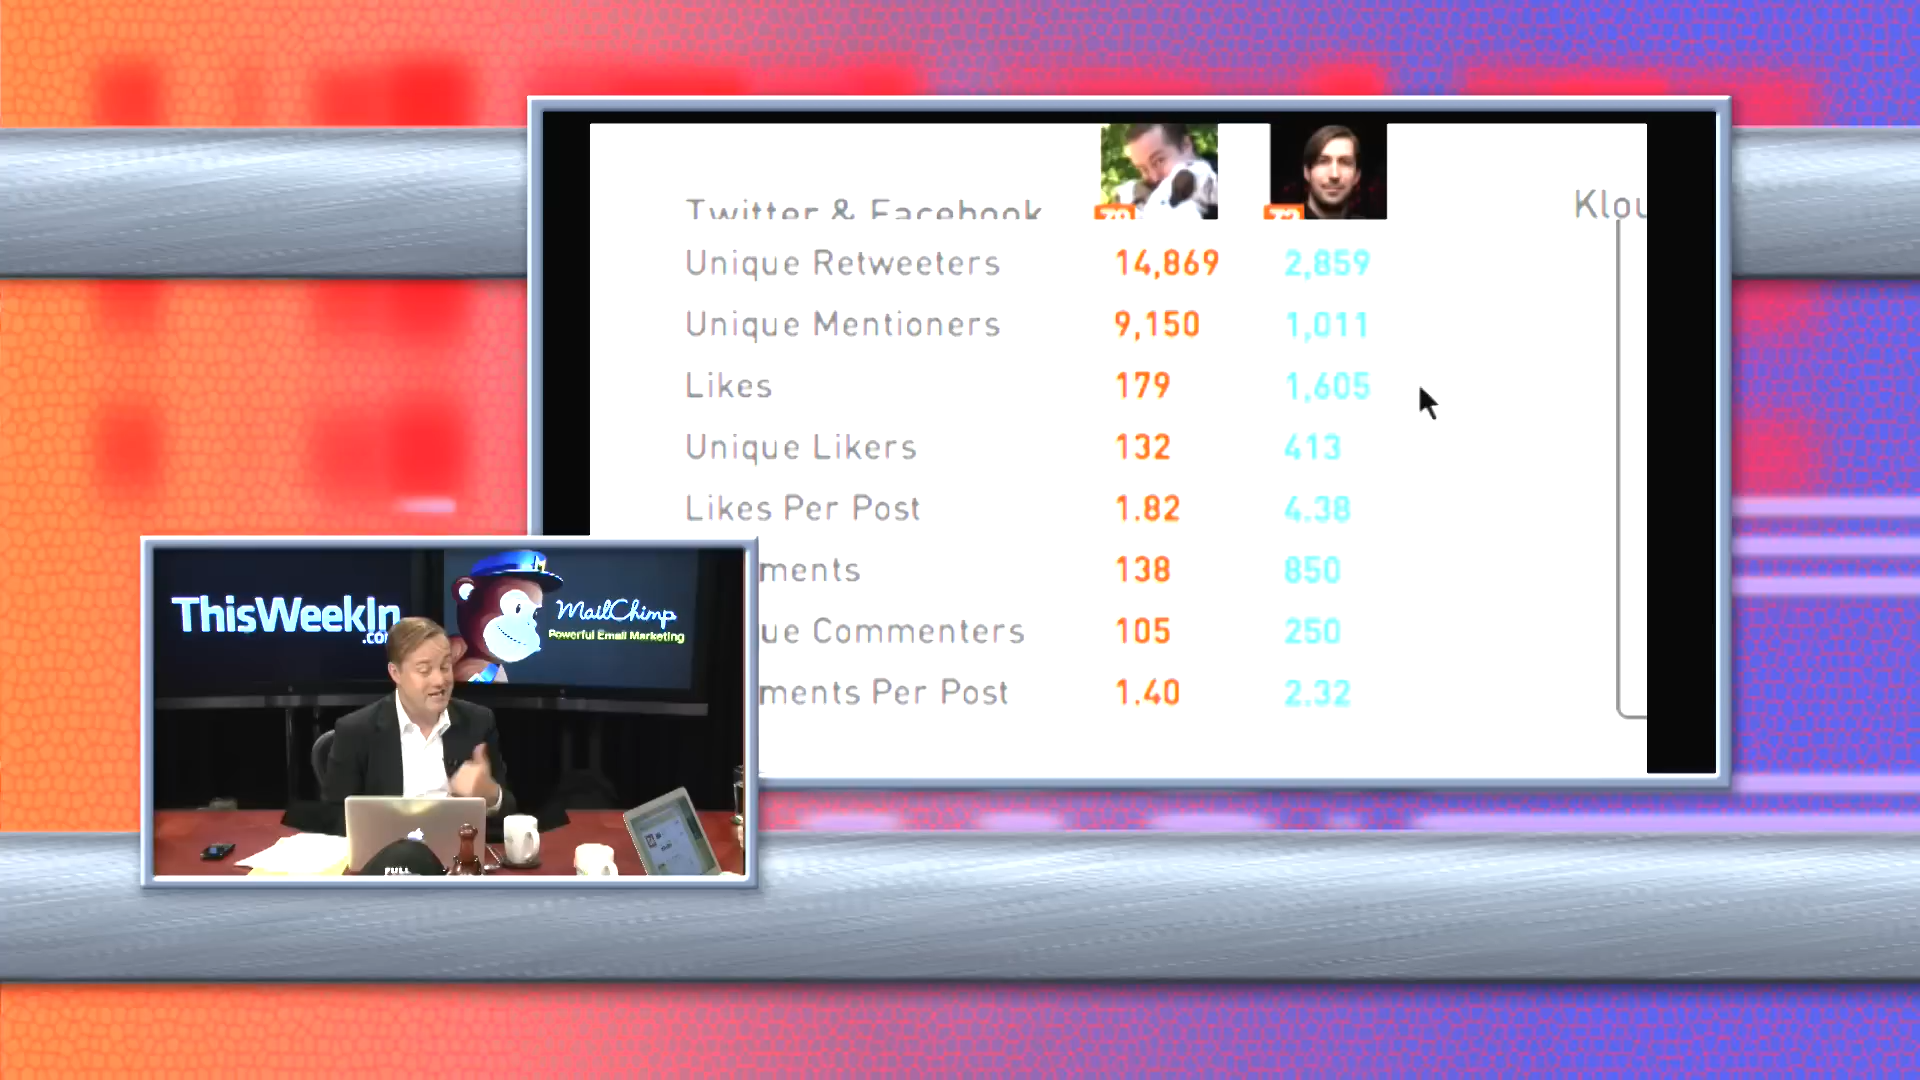 Twitter & Facebook
Klou
Unique Retweeters 14,869 2,859
Unique Mentioners 9,150 1,011
Likes 179 1,605
Unique Likers 132 413
Likes Per Post 1.82 4.38
ments 138 850
ue Commenters 105 250
ments Per Post 1.40 2.32
ThisWeekIn
.co
MailChimp
Powerful Email Marketing
FULL